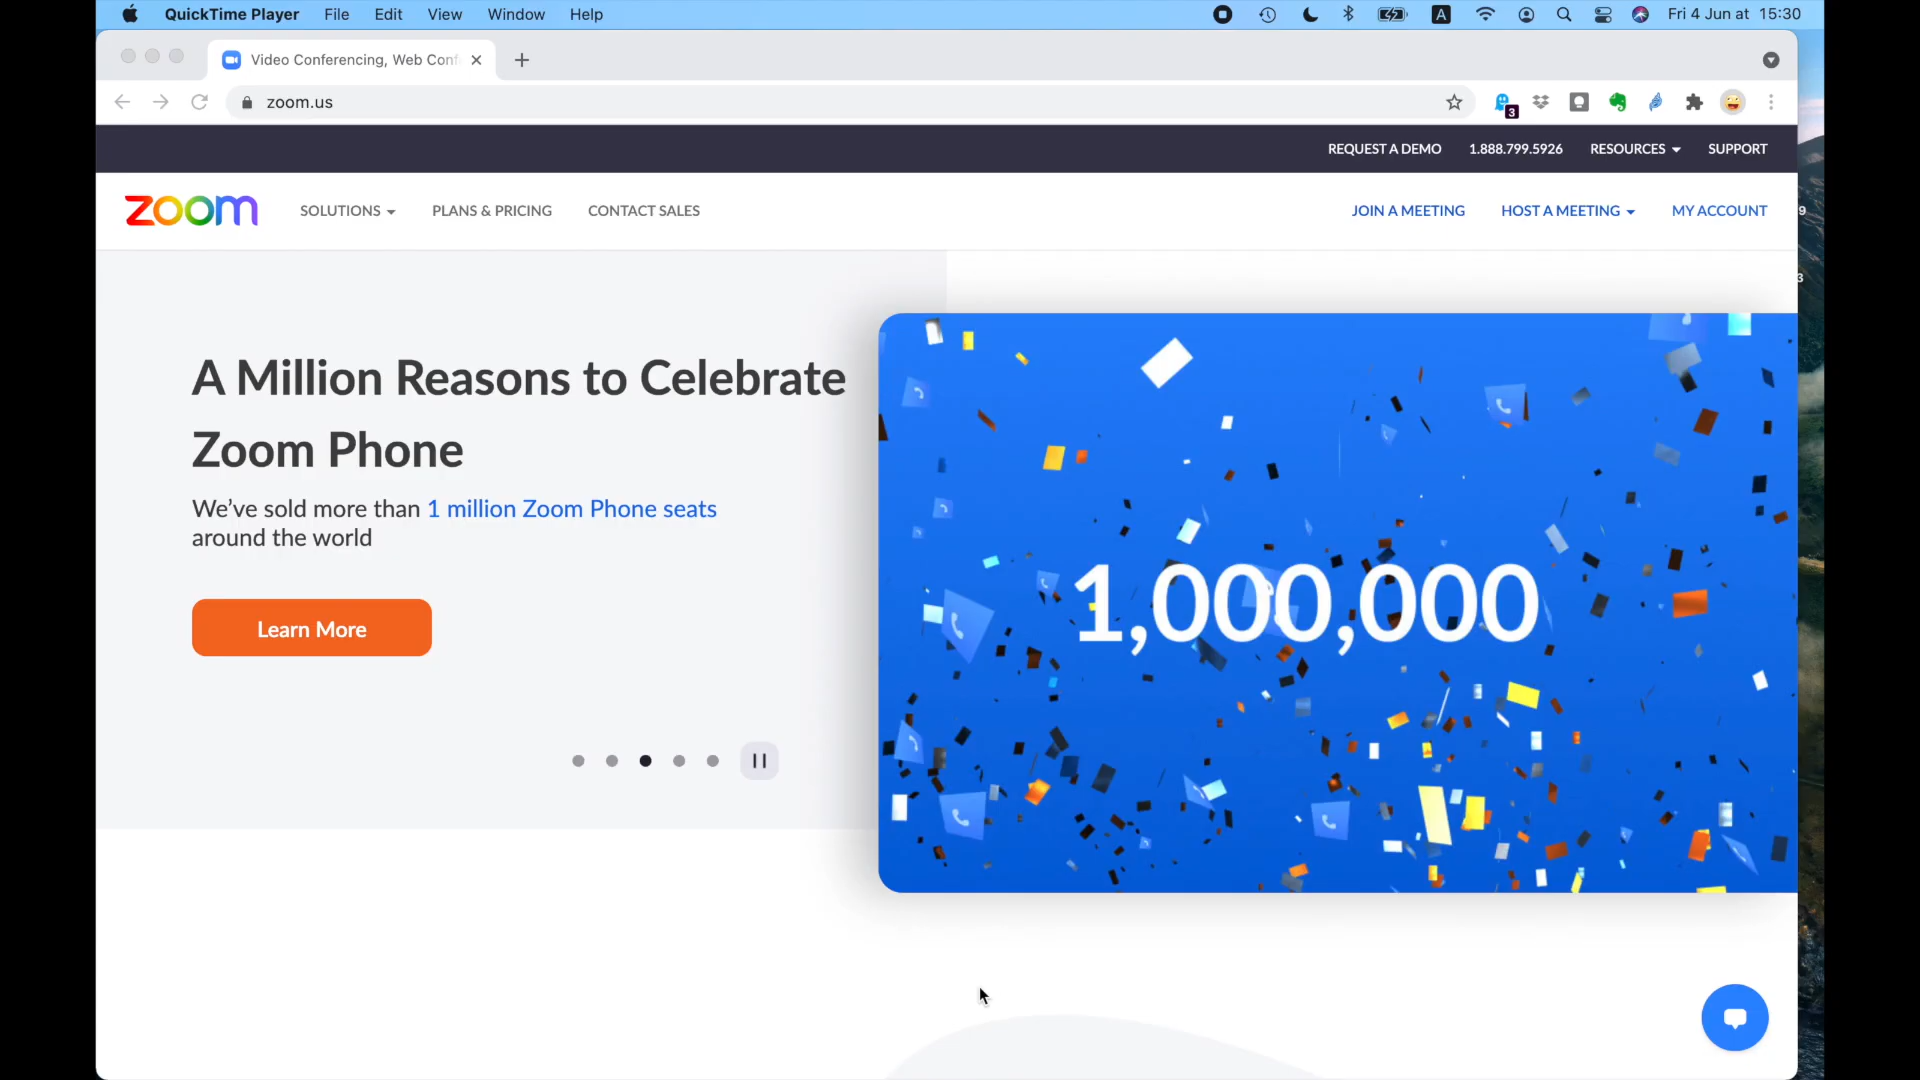 QuickTime Player File Edit View Window Help
A Fri 4 Jun at 15:30
Video Conferencing, Web Conf
zoom.us
3
REQUEST A DEMO 1.888.799.5926 RESOURCES SUPPORT
zoom SOLUTIONS PLANS & PRICING CONTACT SALES JOIN A MEETING HOST A MEETING MY ACCOUNT
9
3
A Million Reasons to Celebrate
Zoom Phone
We've sold more than 1 million Zoom Phone seats
around the world
Learn More
1,000,000